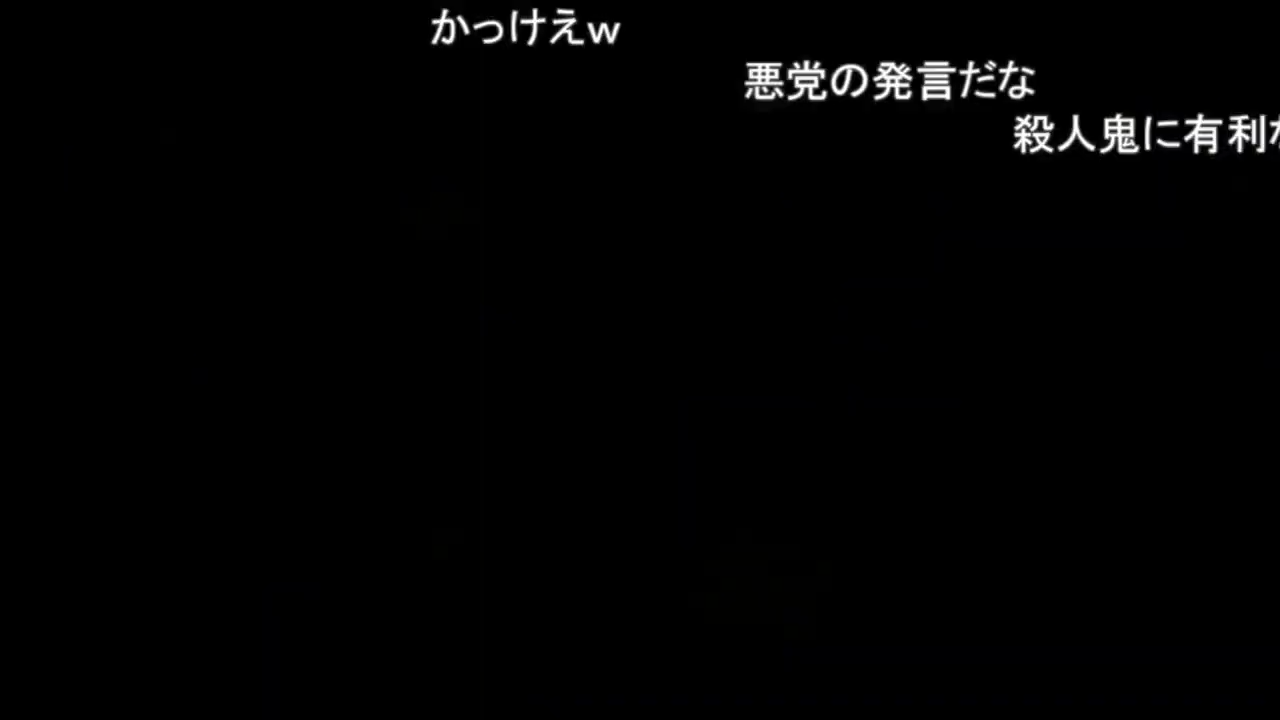 かっけえw
悪党の発言だな
殺人鬼に有利